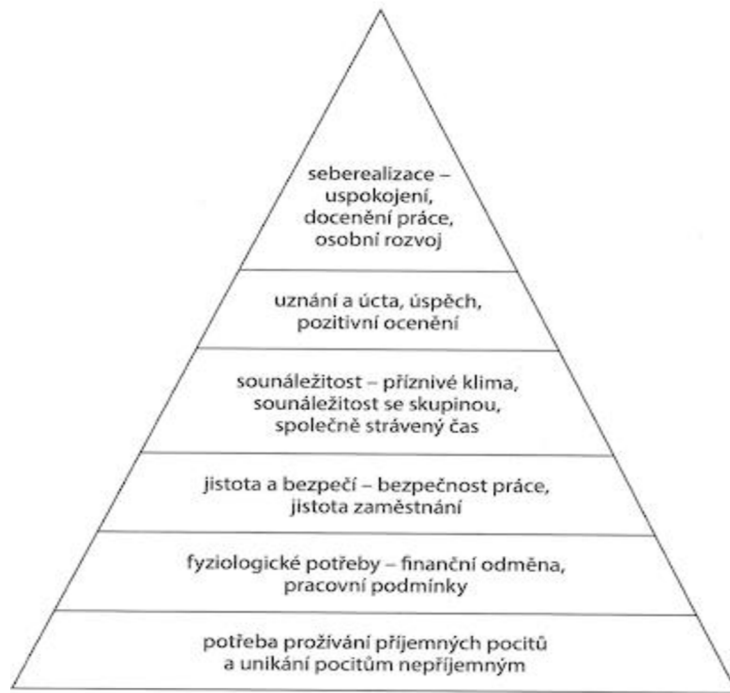 seberealizace –
uspokojení,
docenění práce,
osobní rozvoj
uznání a úcta, úspěch,
pozitivní ocenění
sounáležitost – příznivé klima,
sounáležitost se skupinou,
společně strávený čas
jistota a bezpečí – bezpečnost práce,
jistota zaměstnání
fyziologické potřeby – finanční odměna,
pracovní podmínky
potřeba prožívání příjemných pocitů
a unikání pocitům nepříjemným